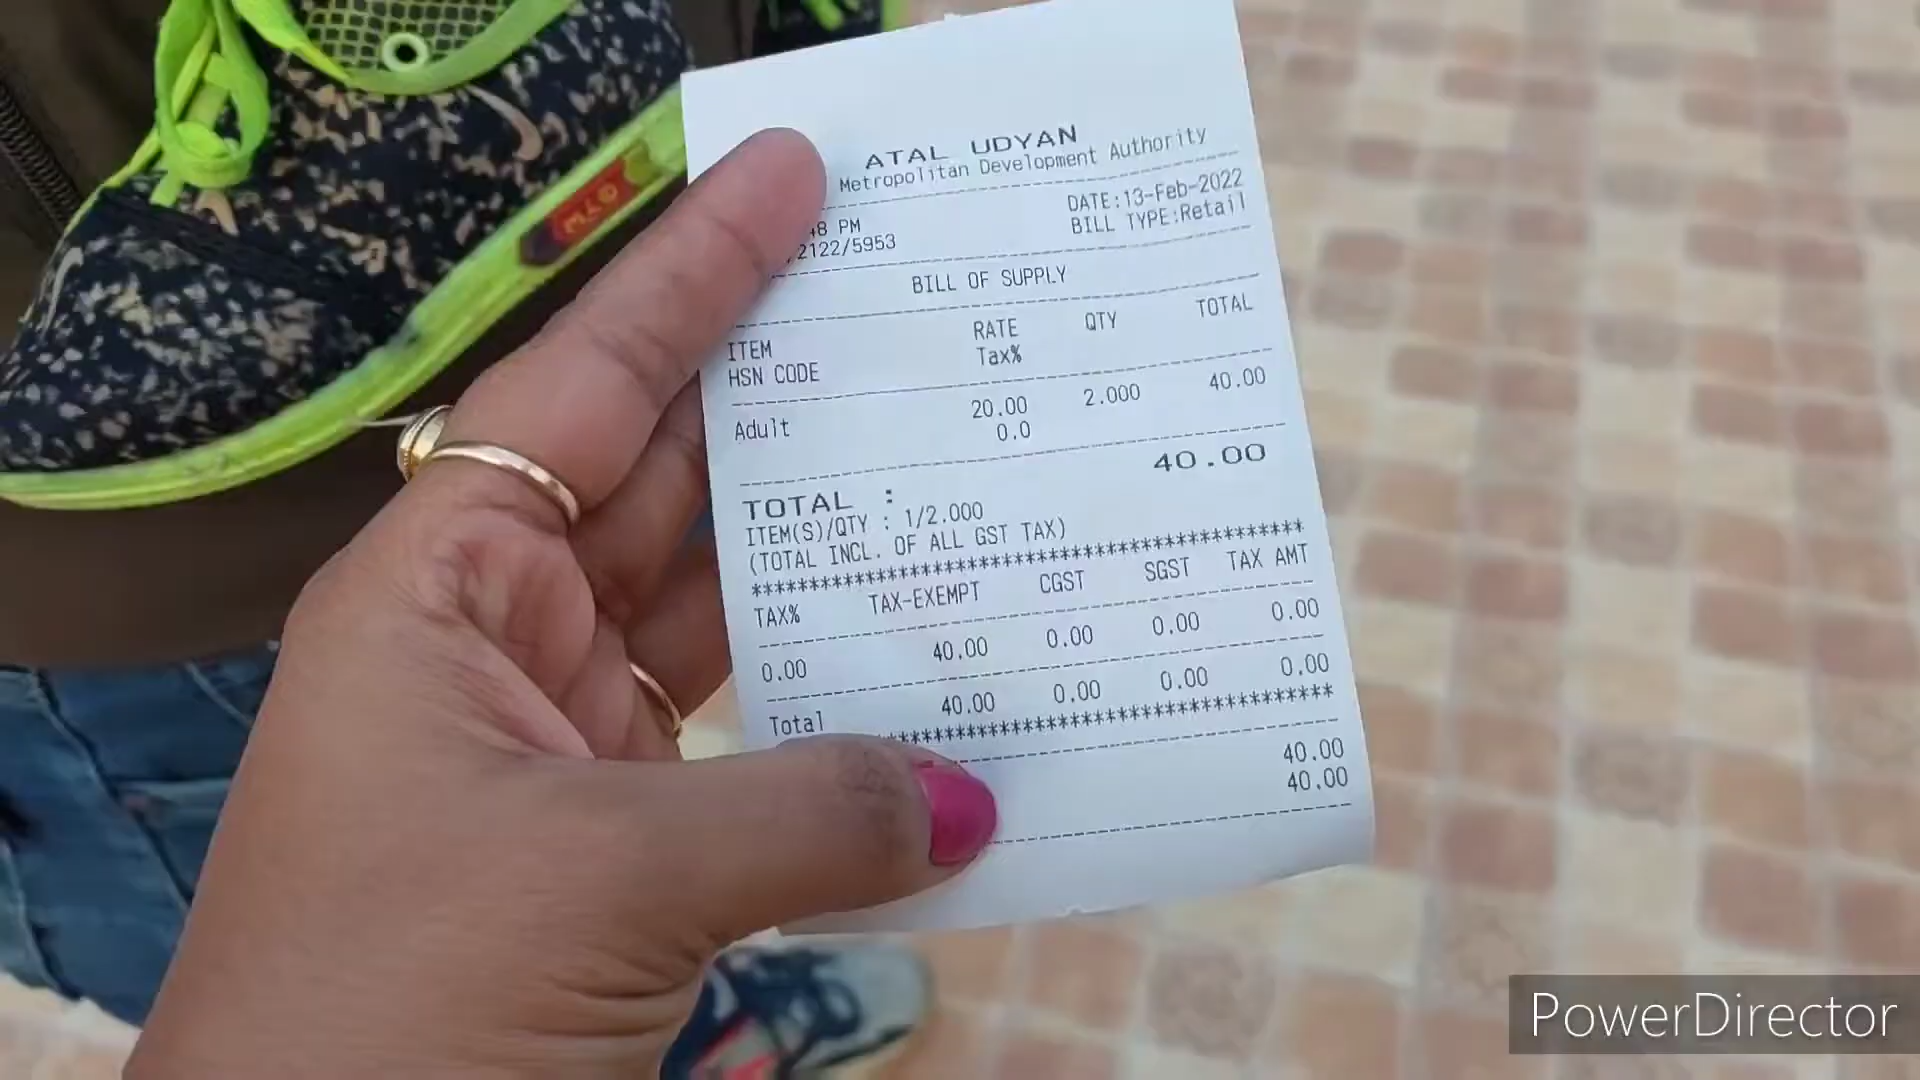 ATAL UDYAN
Metropolitan Development Authority
48 PM DATE:13-Feb-2022
2122/5953 BILL TYPE:Retail
BILL OF SUPPLY
ITEM RATE QTY TOTAL
HSN CODE Tax%
Adult 20.00 2.000 40.00
0.0
TOTAL : 40.00
ITEM(S)/QTY : 1/2.000
(TOTAL INCL. OF ALL GST TAX)
TAX% TAX-EXEMPT CGST SGST TAX AMT
0.00 40.00 0.00 0.00 0.00
Total 40.00 0.00 0.00 0.00
40.00
40.00
PowerDirector